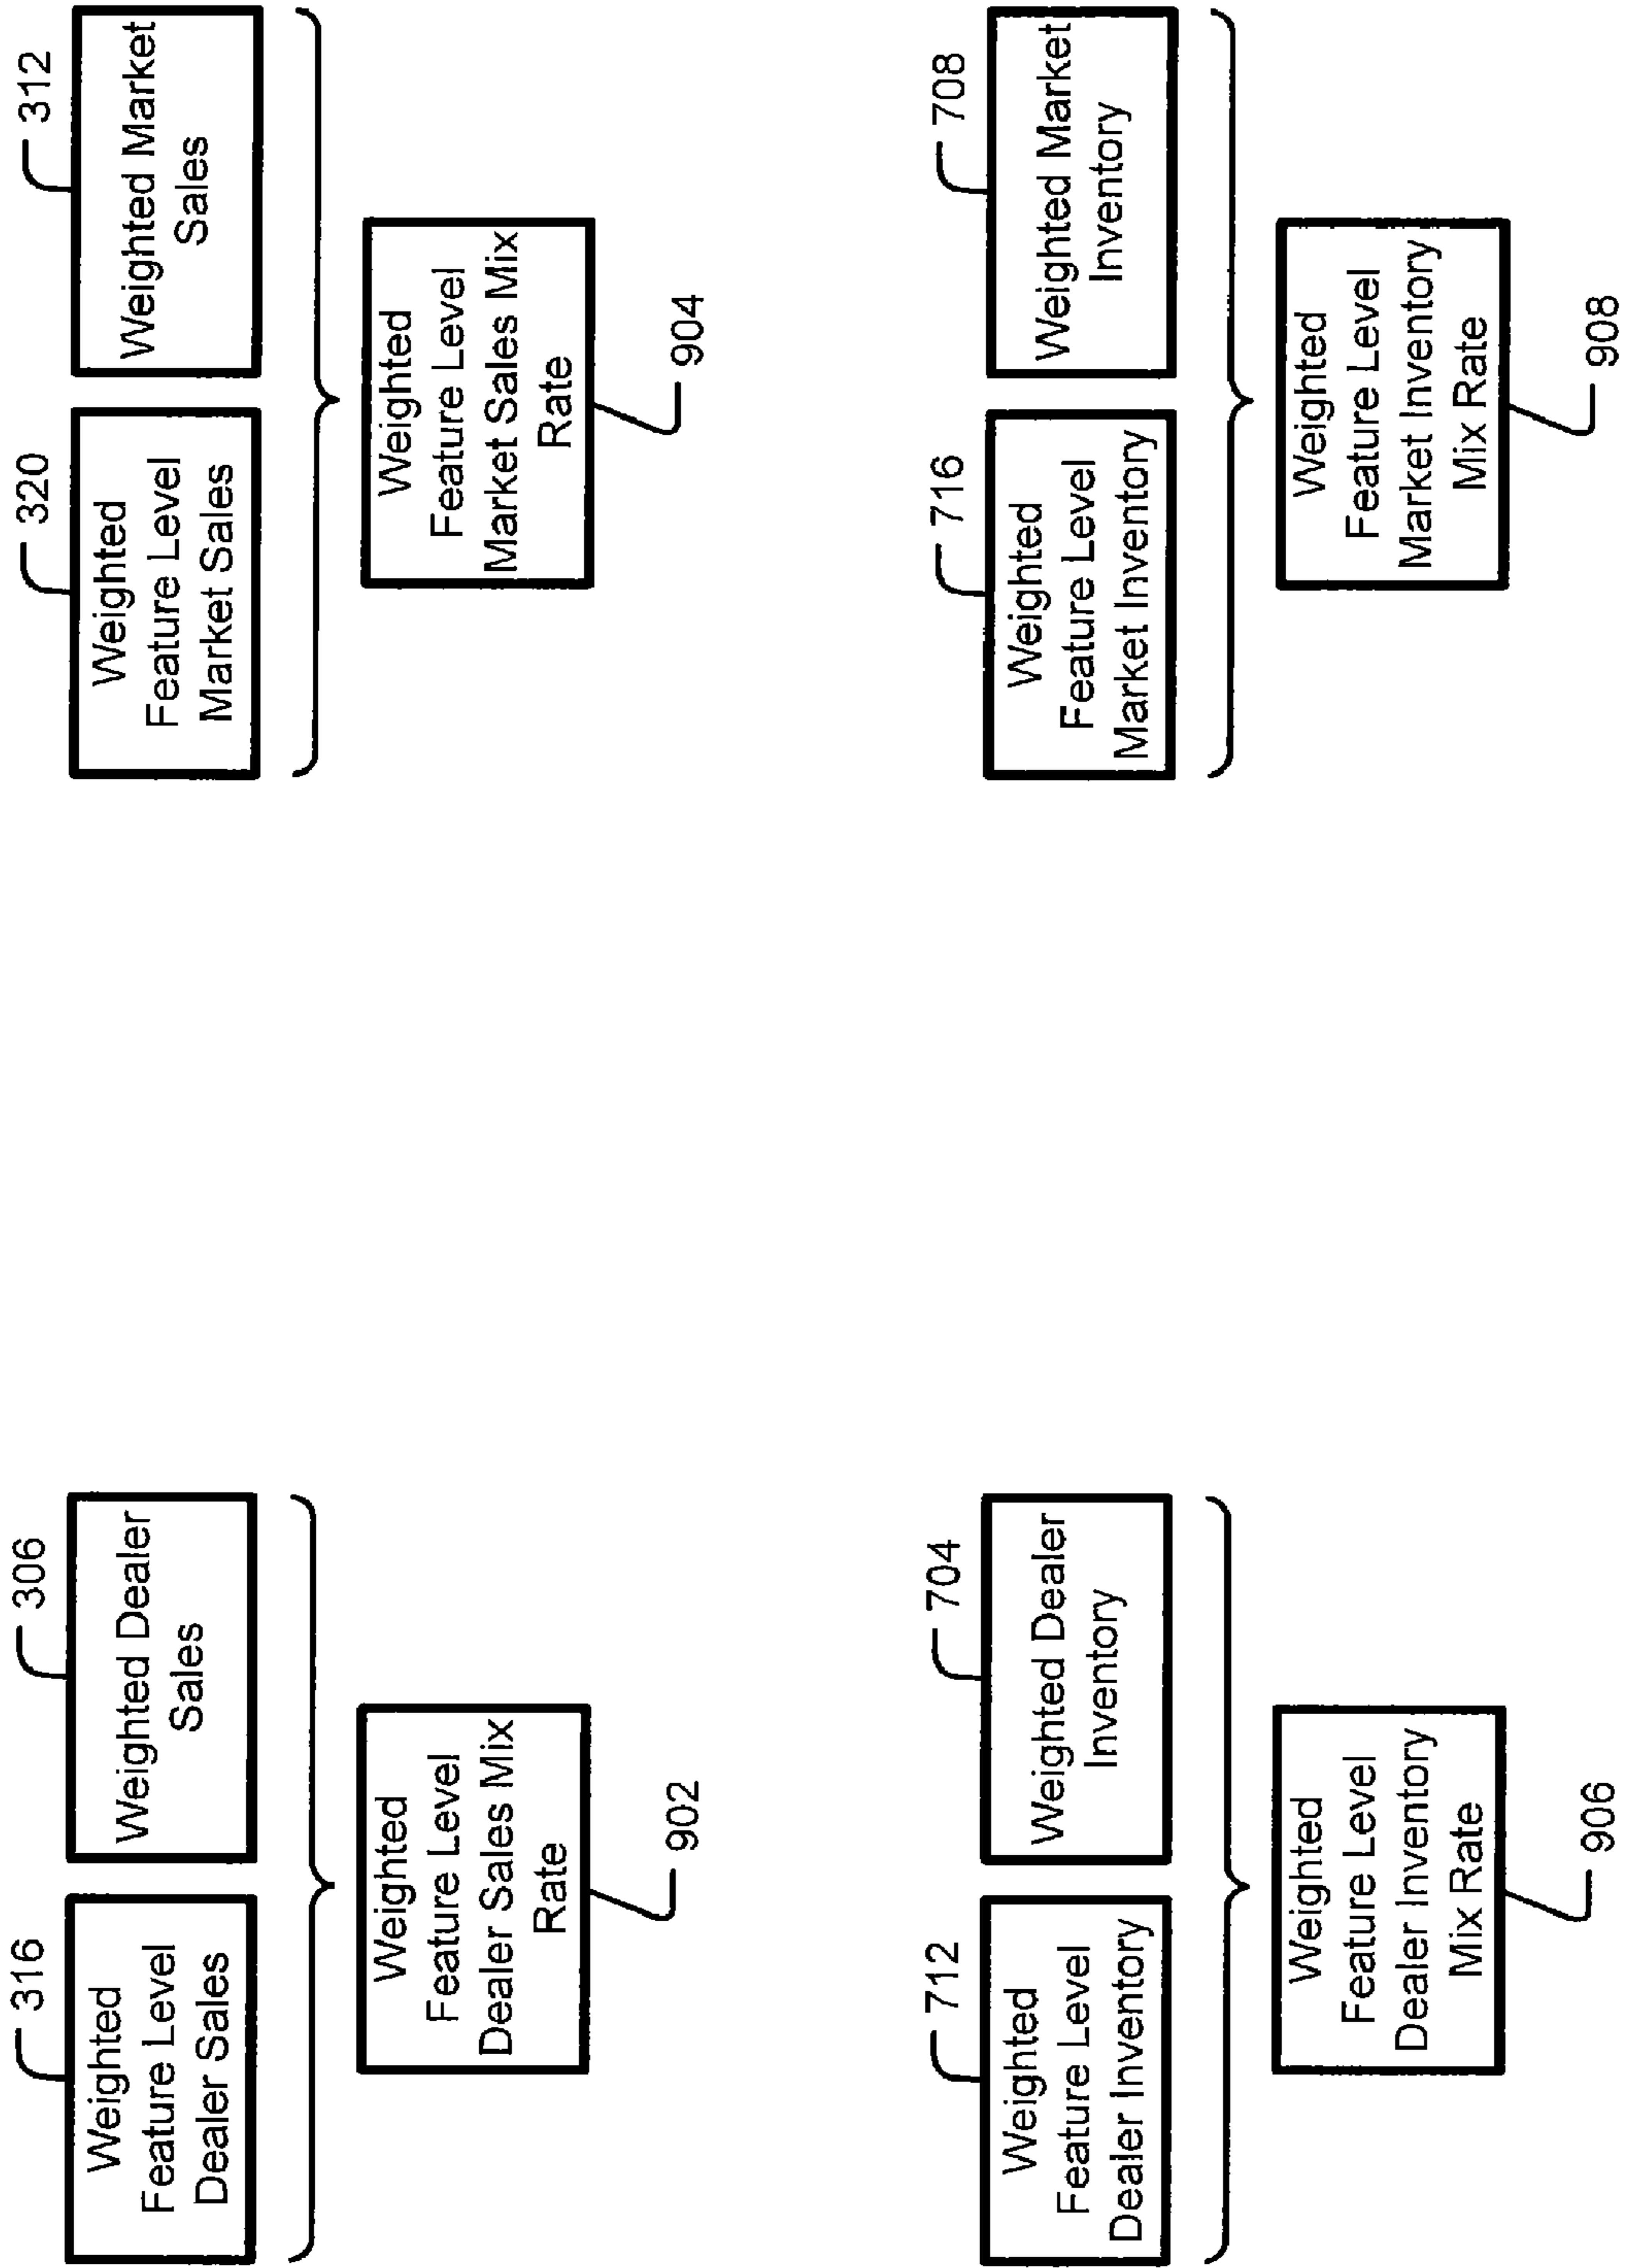 316
Weighted
Feature Level
Dealer Sales
306
Weighted Dealer
Sales
Weighted
Feature Level
Dealer Sales Mix
Rate
902
320
Weighted
Feature Level
Market Sales
312
Weighted Market
Sales
Weighted
Feature Level
Market Sales Mix
Rate
904
712
Weighted
Feature Level
Dealer Inventory
704
Weighted Dealer
Inventory
Weighted
Feature Level
Dealer Inventory
Mix Rate
906
716
Weighted
Feature Level
Market Inventory
708
Weighted Market
Inventory
Weighted
Feature Level
Market Inventory
Mix Rate
908